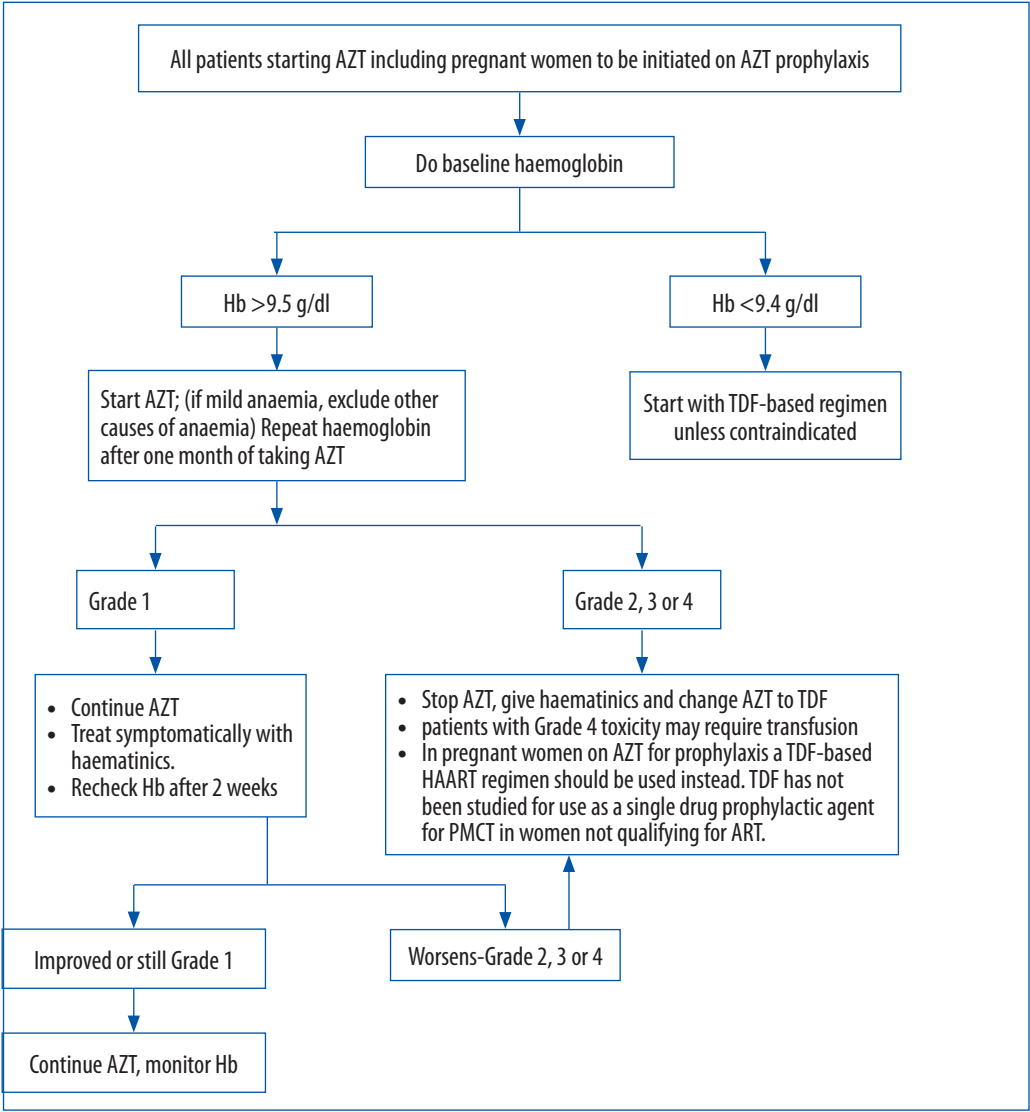 All patients starting AZT including pregnant women to be initiated on AZT prophylaxis
Do baseline haemoglobin
Hb >9.5 g/dl
Hb <9.4 g/dl
Start AZT; (if mild anaemia, exclude other
causes of anaemia) Repeat haemoglobin
after one month of taking AZT
Start with TDF-based regimen
unless contraindicated
Grade 1
Grade 2, 3 or 4
• Continue AZT
• Treat symptomatically with
haematinics.
• Recheck Hb after 2 weeks
• Stop AZT, give haematinics and change AZT to TDF
• patients with Grade 4 toxicity may require transfusion
• In pregnant women on AZT for prophylaxis a TDF-based
HAART regimen should be used instead. TDF has not
been studied for use as a single drug prophylactic agent
for PMCT in women not qualifying for ART.
Improved or still Grade 1
Worsens-Grade 2, 3 or 4
Continue AZT, monitor Hb